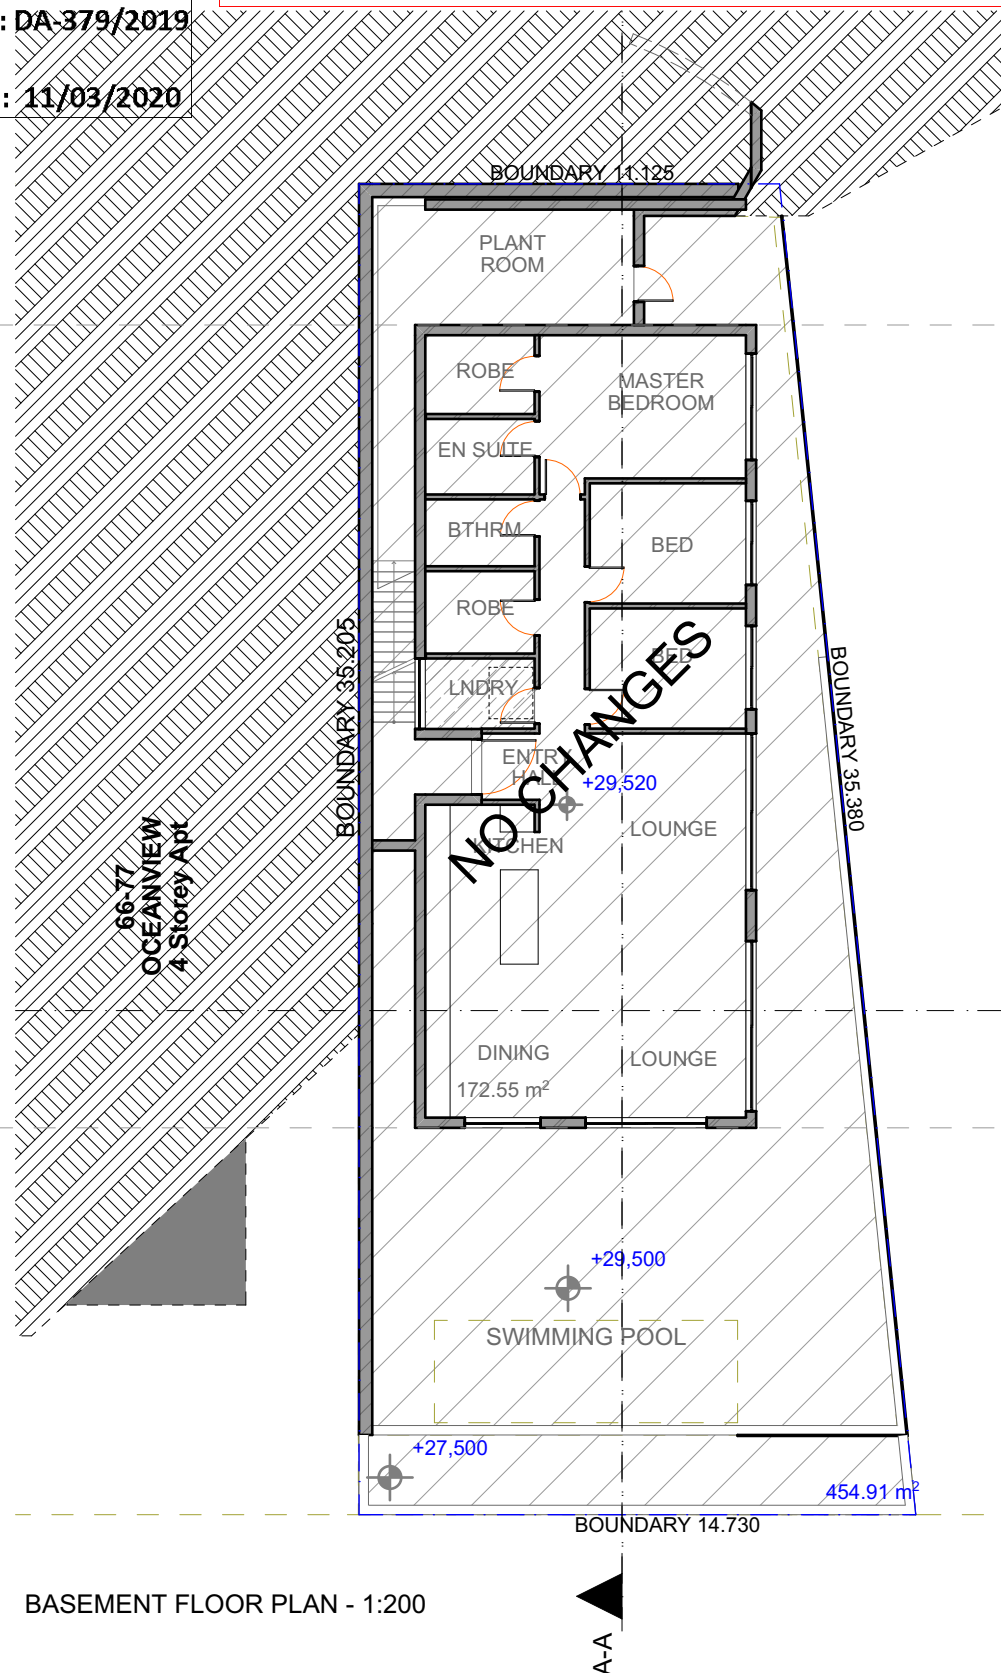 : DA-379/2019
: 11/03/2020
BOUNDARY 11.125
PLANT
ROOM
ROBE
MASTER
BEDROOM
EN SUITE
BTHRM
BED
ROBE
BED
LNDRY
BOUNDARY 35.205
BOUNDARY 35.380
NO CHANGES
ENTRY
HALL
+29,520
LOUNGE
KITCHEN
66-77
OCEANVIEW
4 Storey Apt
DINING
LOUNGE
172.55 m²
+29,500
SWIMMING POOL
+27,500
454.91 m²
BOUNDARY 14.730
BASEMENT FLOOR PLAN - 1:200
A-A